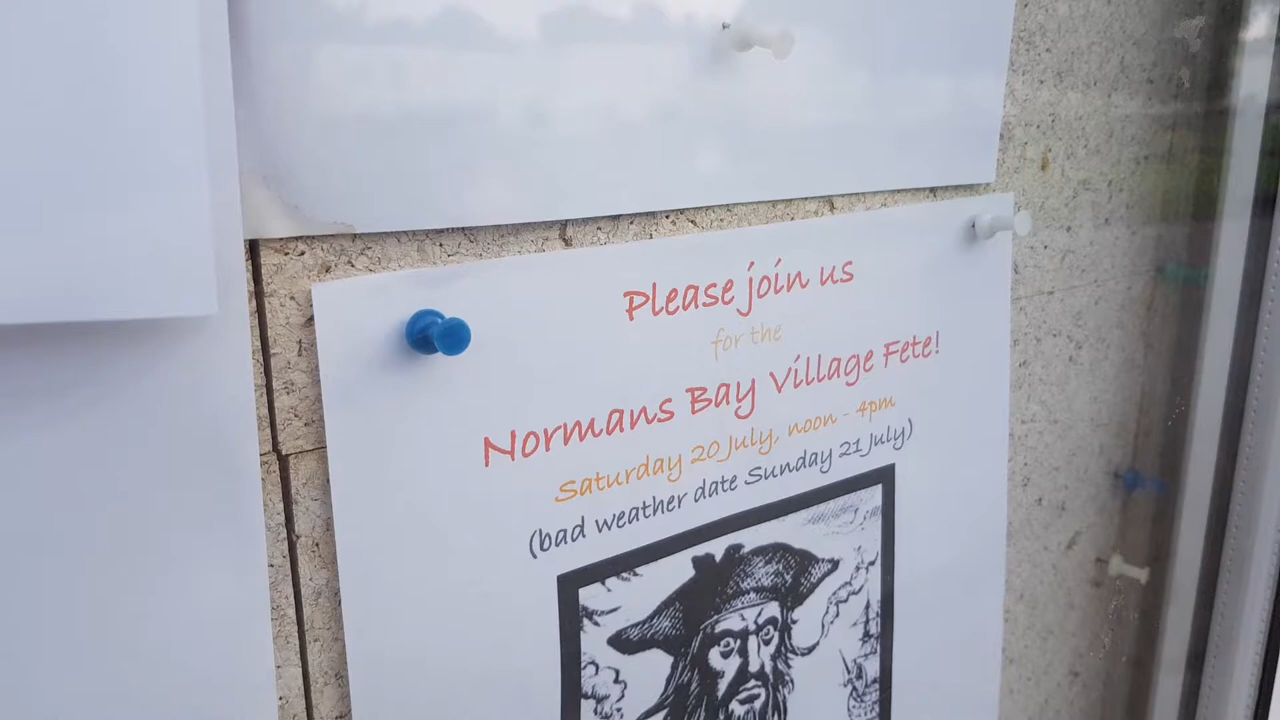 Please join us
for the
Normans Bay Village Fete!
Saturday 20 July, noon - 4pm
(bad weather date Sunday 21 July)